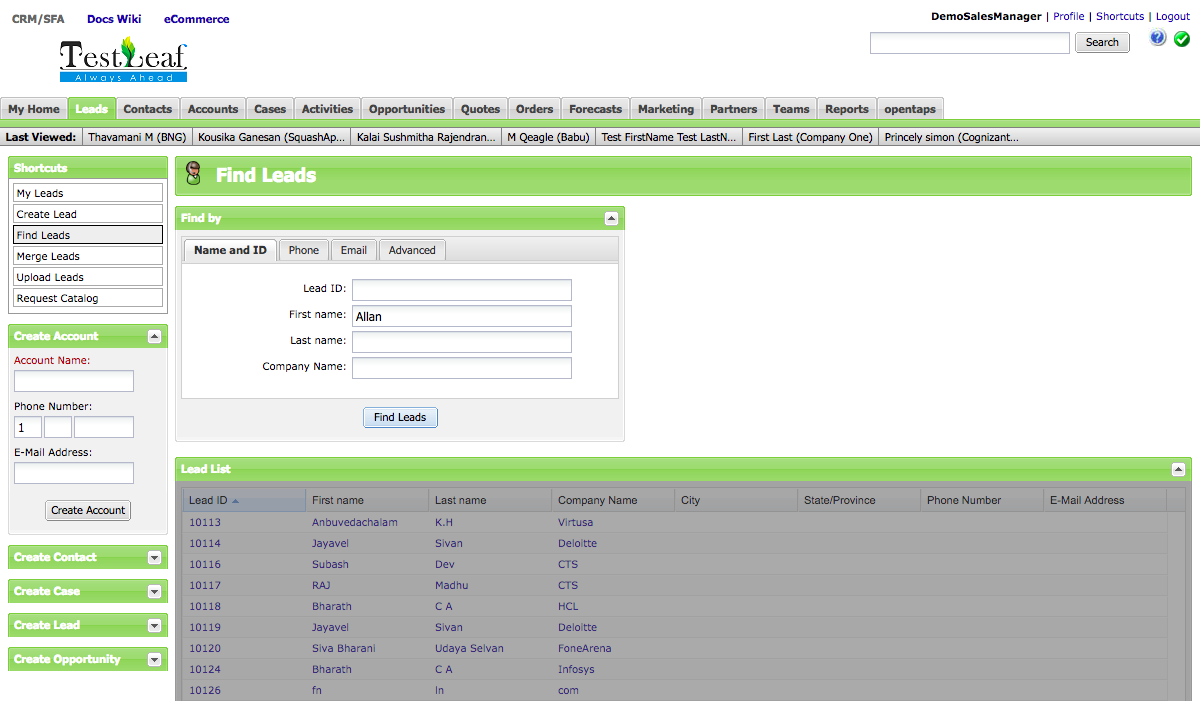 CRM/SFA Docs Wiki eCommerce
DemoSalesManager | Profile | Shortcuts | Logout
TestLeaf
Always Ahead
Search
?
My Home Leads Contacts Accounts Cases Activities Opportunities Quotes Orders Forecasts Marketing Partners Teams Reports opentaps
Last Viewed: Thavamani M (BNG) Kousika Ganesan (SquashAp... Kalai Sushmitha Rajendran... M Qeagle (Babu) Test FirstName Test LastN... First Last (Company One) Princely simon (Cognizant...
Shortcuts
My Leads
Create Lead
Find Leads
Merge Leads
Upload Leads
Request Catalog
Create Account
Account Name:
Phone Number:
1
E-Mail Address:
Create Account
Create Contact
Create Case
Create Lead
Create Opportunity
Find Leads
Find by
Name and ID Phone Email Advanced
Lead ID:
First name: Allan
Last name:
Company Name:
Find Leads
Lead List
Lead ID First name Last name Company Name City State/Province Phone Number E-Mail Address
10113 Anbuvedachalam K.H Virtusa
10114 Jayavel Sivan Deloitte
10116 Subash Dev CTS
10117 RAJ Madhu CTS
10118 Bharath C A HCL
10119 Jayavel Sivan Deloitte
10120 Siva Bharani Udaya Selvan FoneArena
10124 Bharath C A Infosys
10126 fn ln com